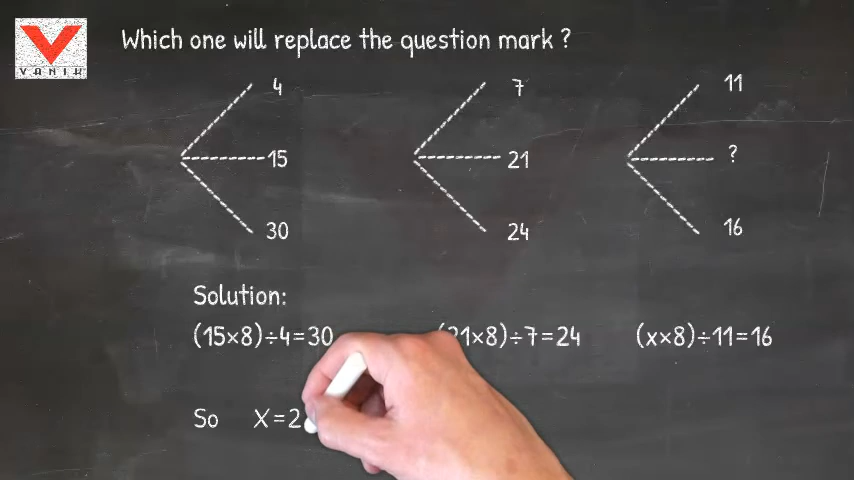 VANIK
Which one will replace the question mark ?
4 7 11
15 21 ?
30 24 16
Solution:
(15×8)÷4=30 (21×8)÷7=24 (x×8)÷11=16
So X=2